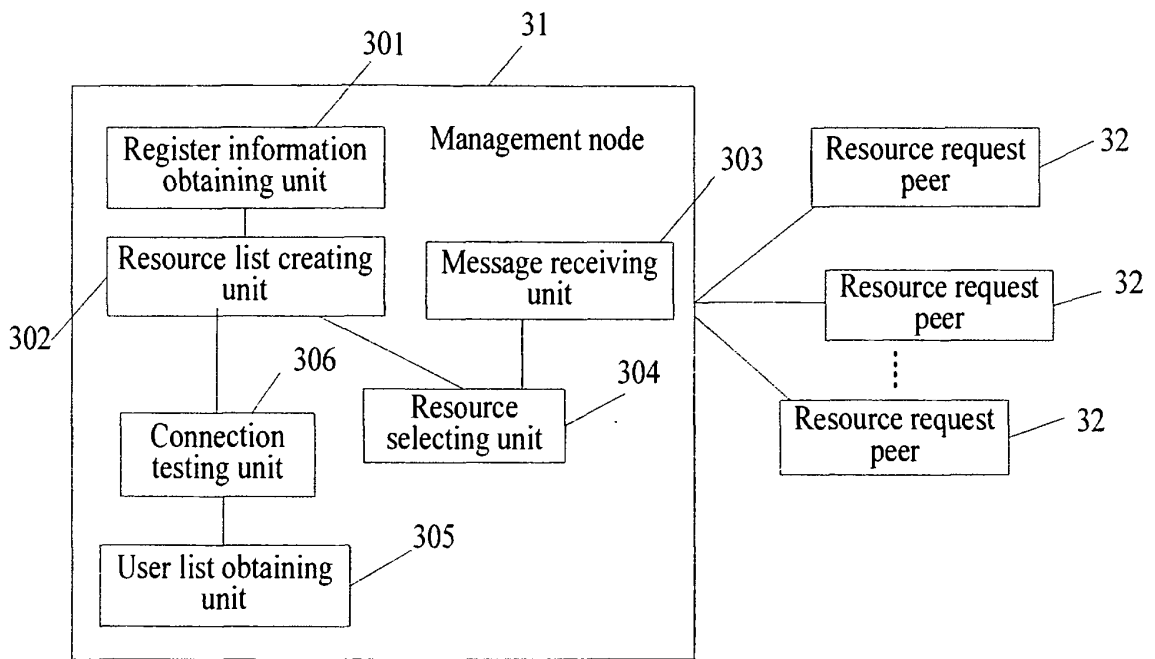 31
301
Register information
obtaining unit
Management node
303
Resource request
peer
32
Resource list creating
unit
Message receiving
unit
Resource request
peer
32
302
306
304
Connection
testing unit
Resource
selecting unit
Resource request
peer
32
305
User list obtaining
unit